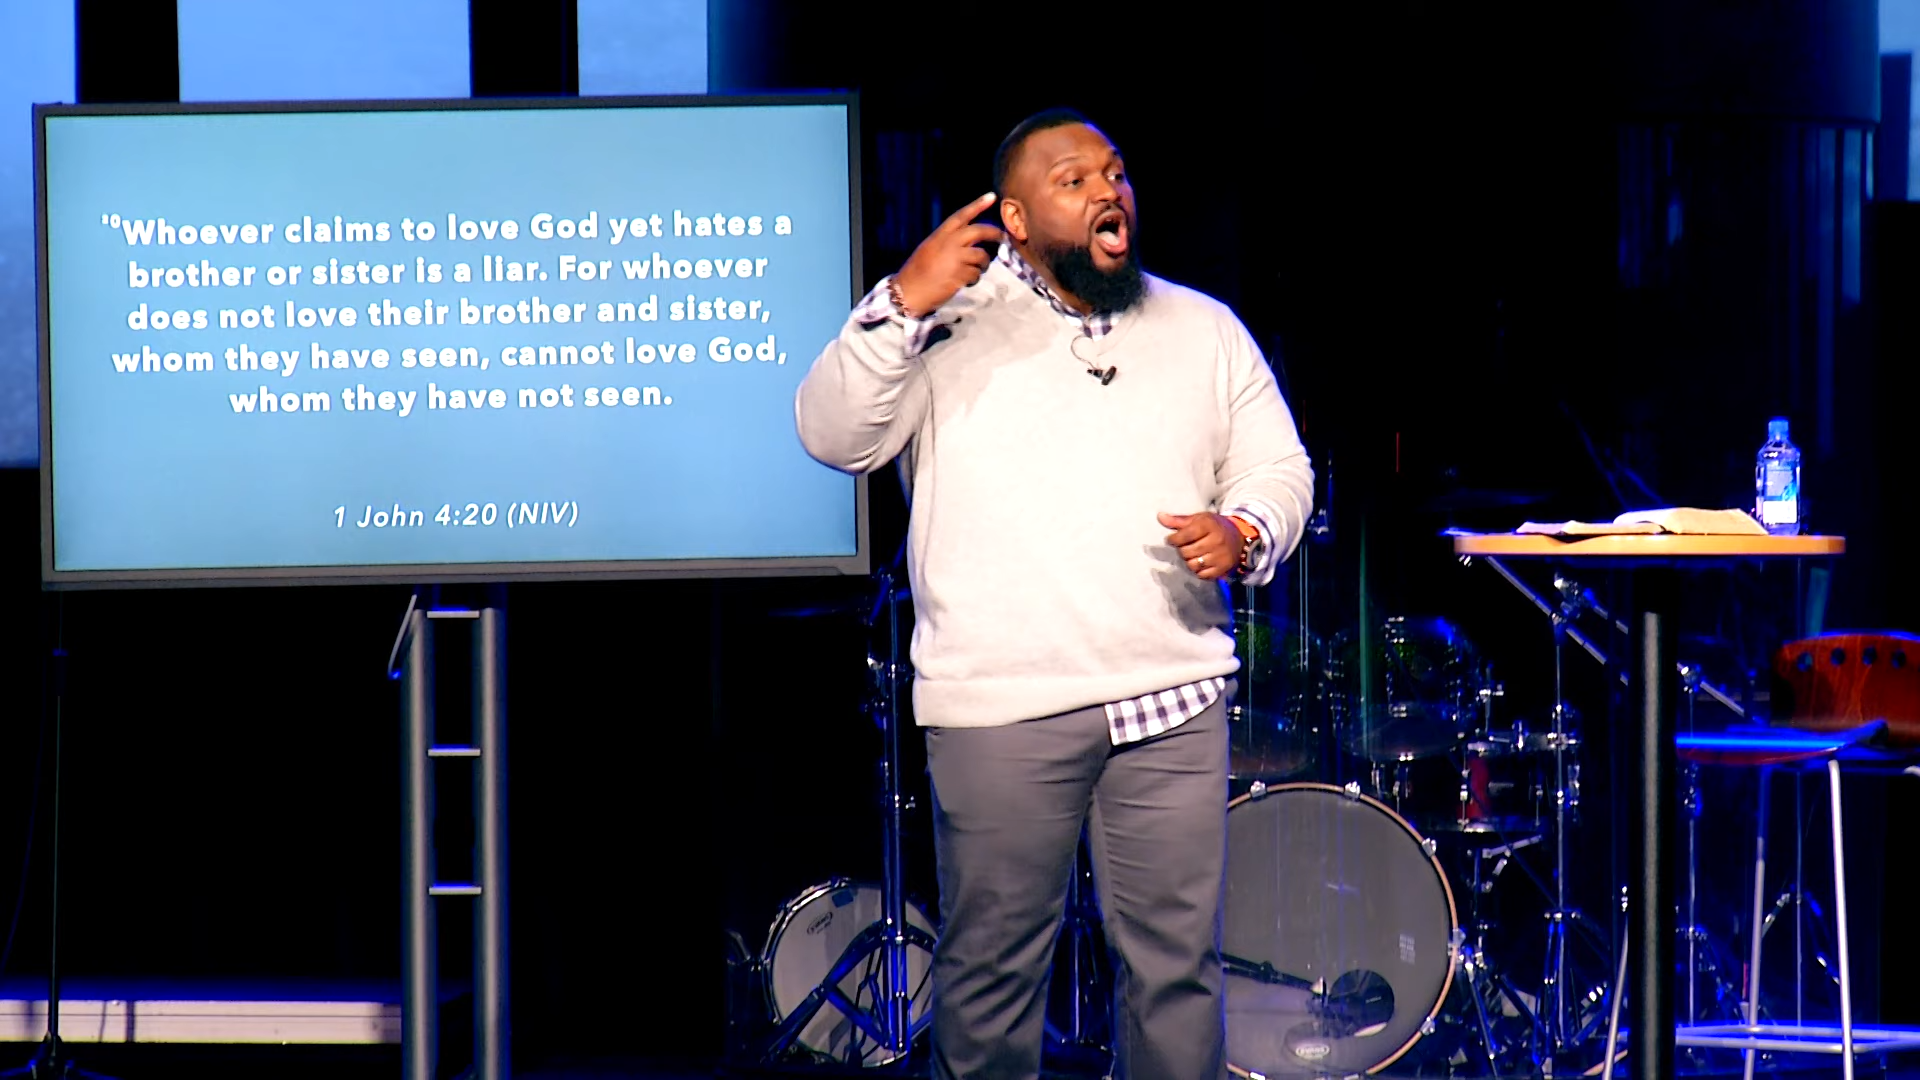 ²⁰Whoever claims to love God yet hates a
brother or sister is a liar. For whoever
does not love their brother and sister,
whom they have seen, cannot love God,
whom they have not seen.
1 John 4:20 (NIV)